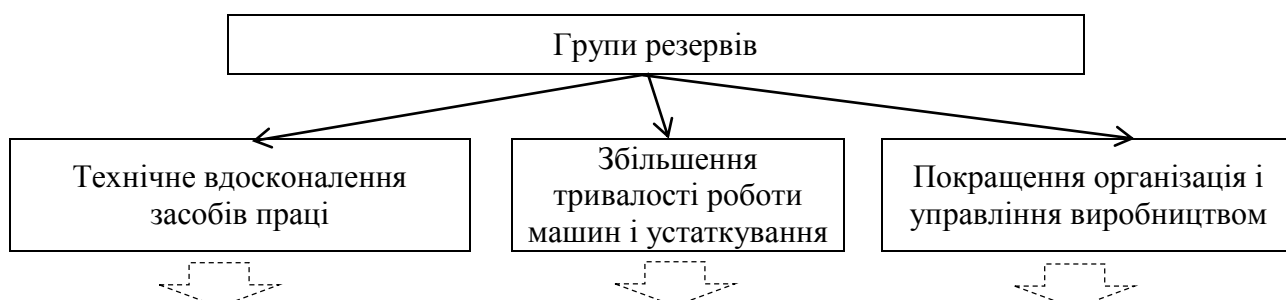 Групи резервів
Технічне вдосконалення
засобів праці
Збільшення
тривалості роботи
машин і устаткування
Покращення організація і
управління виробництвом